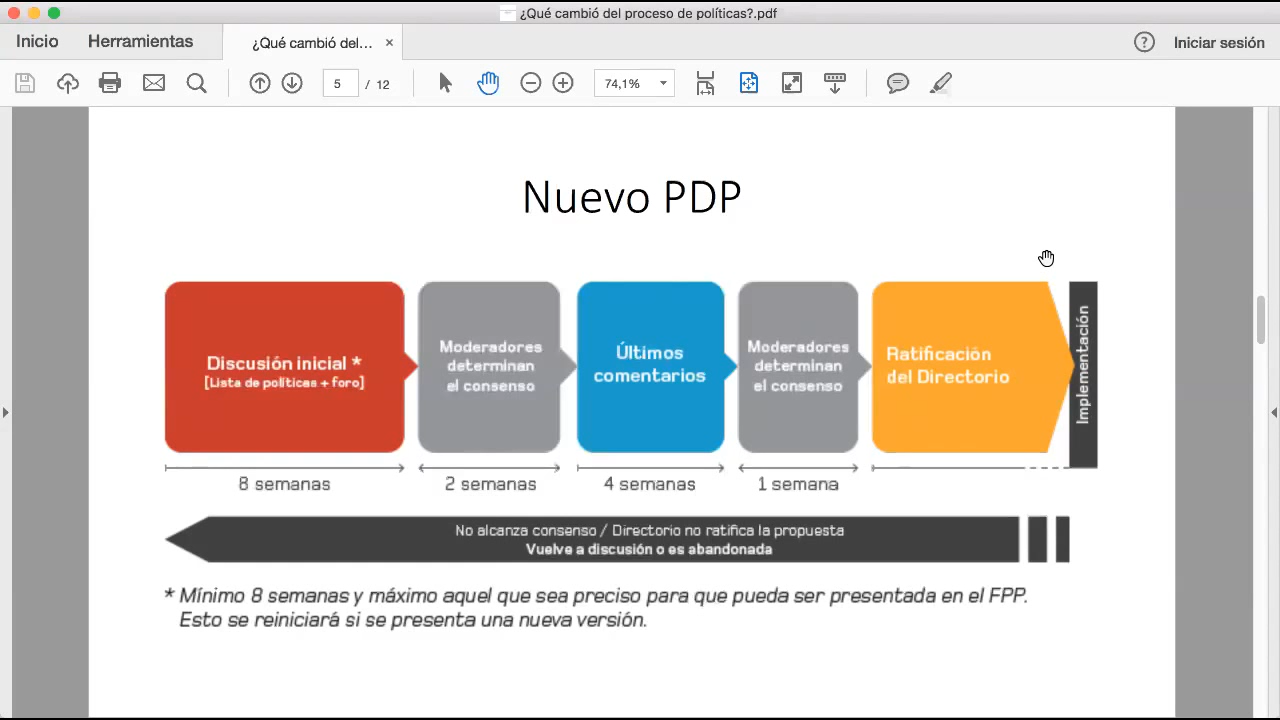 ¿Qué cambió del proceso de políticas?.pdf
Inicio
Herramientas
¿Qué cambió del... ×
Iniciar sesión
5 / 12
74,1%
Nuevo PDP
Discusión inicial *
[Lista de políticas + foro]
Moderadores
determinan
el consenso
Últimos
comentarios
Moderadores
determinan
el consenso
Ratificación
del Directorio
Implementación
8 semanas
2 semanas
4 semanas
1 semana
No alcanza consenso / Directorio no ratifica la propuesta
Vuelve a discusión o es abandonada
* Mínimo 8 semanas y máximo aquel que sea preciso para que pueda ser presentada en el FPP.
Esto se reiniciará si se presenta una nueva versión.